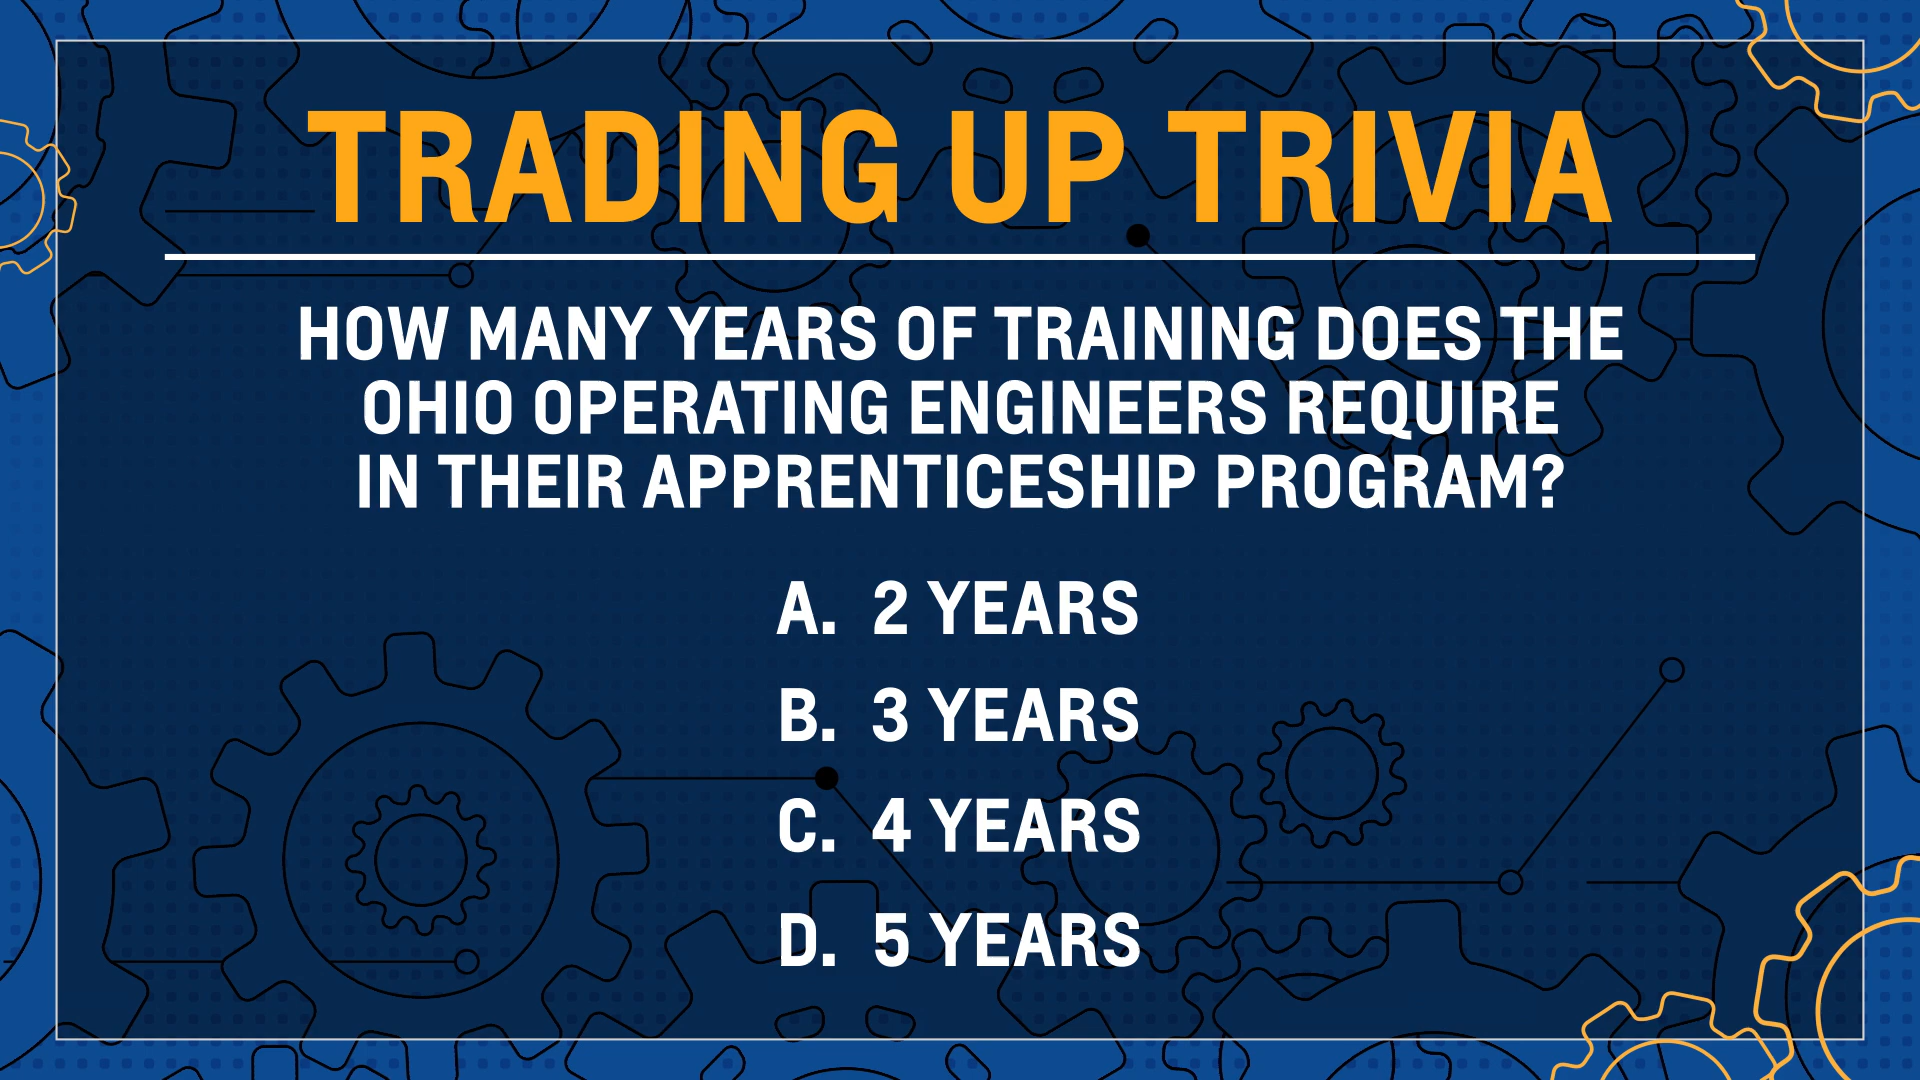 TRADING UP TRIVIA
HOW MANY YEARS OF TRAINING DOES THE
OHIO OPERATING ENGINEERS REQUIRE
IN THEIR APPRENTICESHIP PROGRAM?
A. 2 YEARS
B. 3 YEARS
C. 4 YEARS
D. 5 YEARS